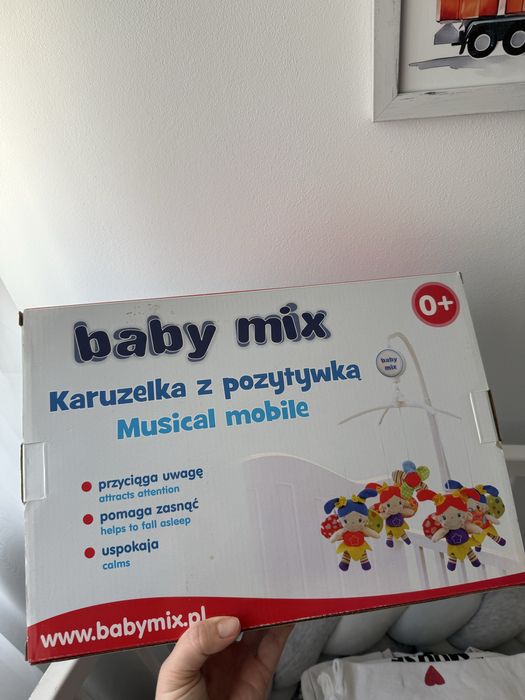 baby mix
0+
Karuzelka z pozytywką
Musical mobile
baby
mix
przyciąga uwagę
attracts attention
pomaga zasnąć
helps to fall asleep
uspokaja
calms
www.babymix.pl